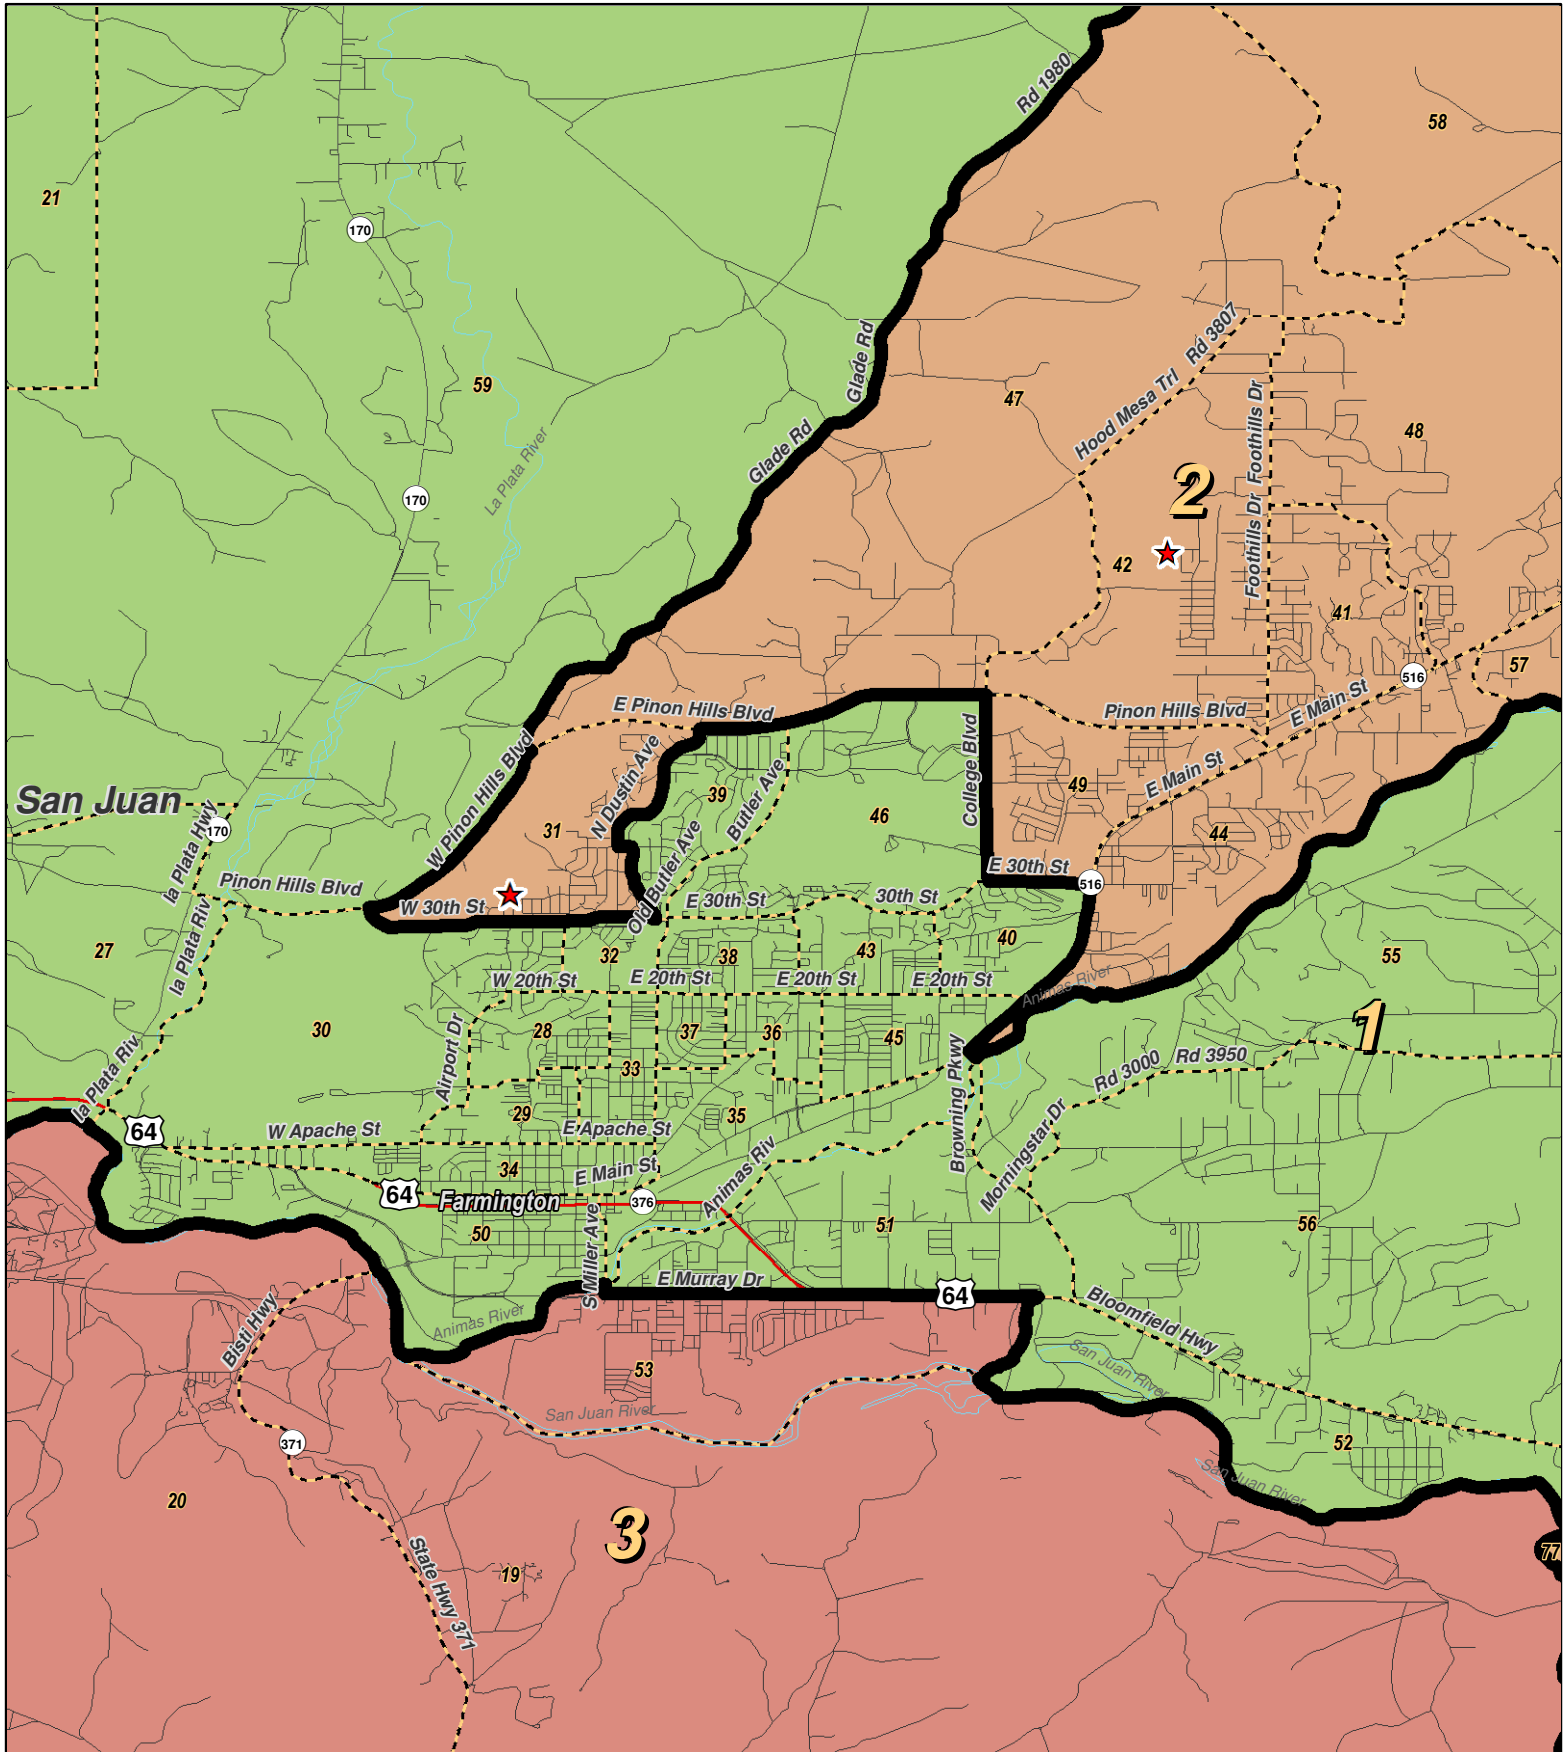 Rd 1980
58
21
170
Rd 3807
Glade Rd
59
47
Hood Mesa Trl
Foothills Dr
48
Glade Rd
La Plata River
170
2
Foothills Dr
42
41
57
516
E Pinon Hills Blvd
Pinon Hills Blvd
E Main St
College Blvd
W Pinon Hills Blvd
N Dustin Ave
Butler Ave
E Main St
49
San Juan
la Plata Hwy
170
39
46
31
44
Old Butler Ave
E 30th St
516
Pinon Hills Blvd
W 30th St
E 30th St
30th St
la Plata Riv
27
32
38
43
40
55
W 20th St
E 20th St
E 20th St
E 20th St
Animas River
30
28
37
36
45
1
Airport Dr
33
Browning Pkwy
Rd 3000
Rd 3950
la Plata Riv
29
35
64
W Apache St
E Apache St
Morningstar Dr
34
E Main St
Animas Riv
64
Farmington
376
50
S Miller Ave
51
56
E Murray Dr
64
Bisti Hwy
Animas River
Bloomfield Hwy
53
San Juan River
San Juan River
371
52
San Juan River
20
3
State Hwy 371
19
77